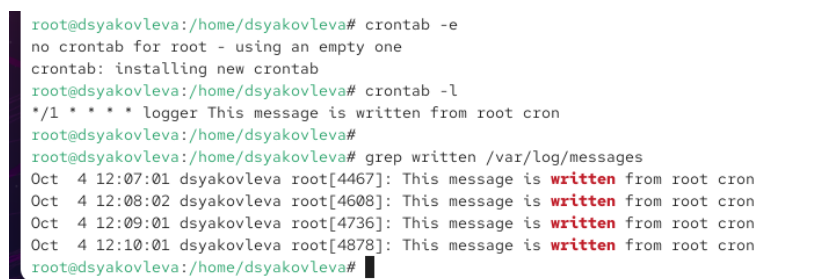 root@dsyakovleva:/home/dsyakovleva# crontab -e
no crontab for root - using an empty one
crontab: installing new crontab
root@dsyakovleva:/home/dsyakovleva# crontab -l
*/1 * * * * logger This message is written from root cron
root@dsyakovleva:/home/dsyakovleva#
root@dsyakovleva:/home/dsyakovleva# grep written /var/log/messages
Oct  4 12:07:01 dsyakovleva root[4467]: This message is written from root cron
Oct  4 12:08:02 dsyakovleva root[4608]: This message is written from root cron
Oct  4 12:09:01 dsyakovleva root[4736]: This message is written from root cron
Oct  4 12:10:01 dsyakovleva root[4878]: This message is written from root cron
root@dsyakovleva:/home/dsyakovleva#